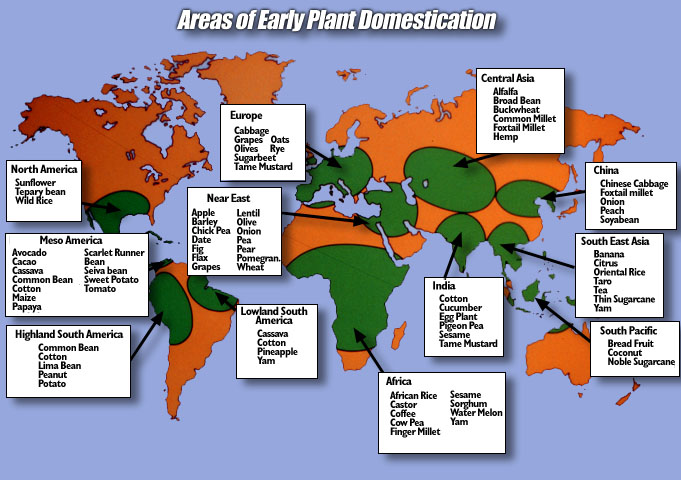 Areas of Early Plant Domestication
Central Asia
Alfalfa
Broad Bean
Buckwheat
Common Millet
Foxtail Millet
Hemp
Europe
Cabbage
Grapes Oats
Olives Rye
Sugarbeet
Tame Mustard
North America
Sunflower
Tepary bean
Wild Rice
China
Chinese Cabbage
Foxtail millet
Onion
Peach
Soyabean
Near East
Apple Lentil
Barley Olive
Chick Pea Onion
Date Pea
Fig Pear
Flax Pomegran.
Grapes Wheat
Meso America
Avocado Scarlet Runner
Cacao Bean
Cassava Seiva bean
Common Bean Sweet Potato
Cotton Tomato
Maize
Papaya
South East Asia
Banana
Citrus
Oriental Rice
Taro
Tea
Thin Sugarcane
Yam
India
Cotton
Cucumber
Egg Plant
Pigeon Pea
Sesame
Tame Mustard
Lowland South
America
Cassava
Cotton
Pineapple
Yam
Highland South America
Common Bean
Cotton
Lima Bean
Peanut
Potato
South Pacific
Bread Fruit
Coconut
Noble Sugarcane
Africa
African Rice Sesame
Castor Sorghum
Coffee Water Melon
Cow Pea Yam
Finger Millet